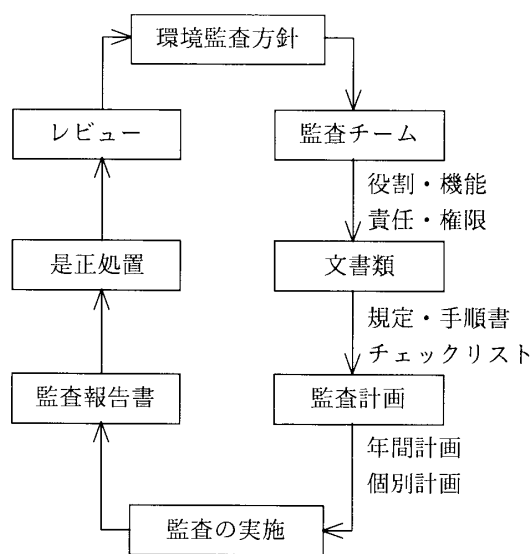 環境監査方針
レビュー
監査チーム
役割・機能
責任・権限
是正処置
文書類
規定・手順書
チェックリスト
監査報告書
監査計画
年間計画
個別計画
監査の実施